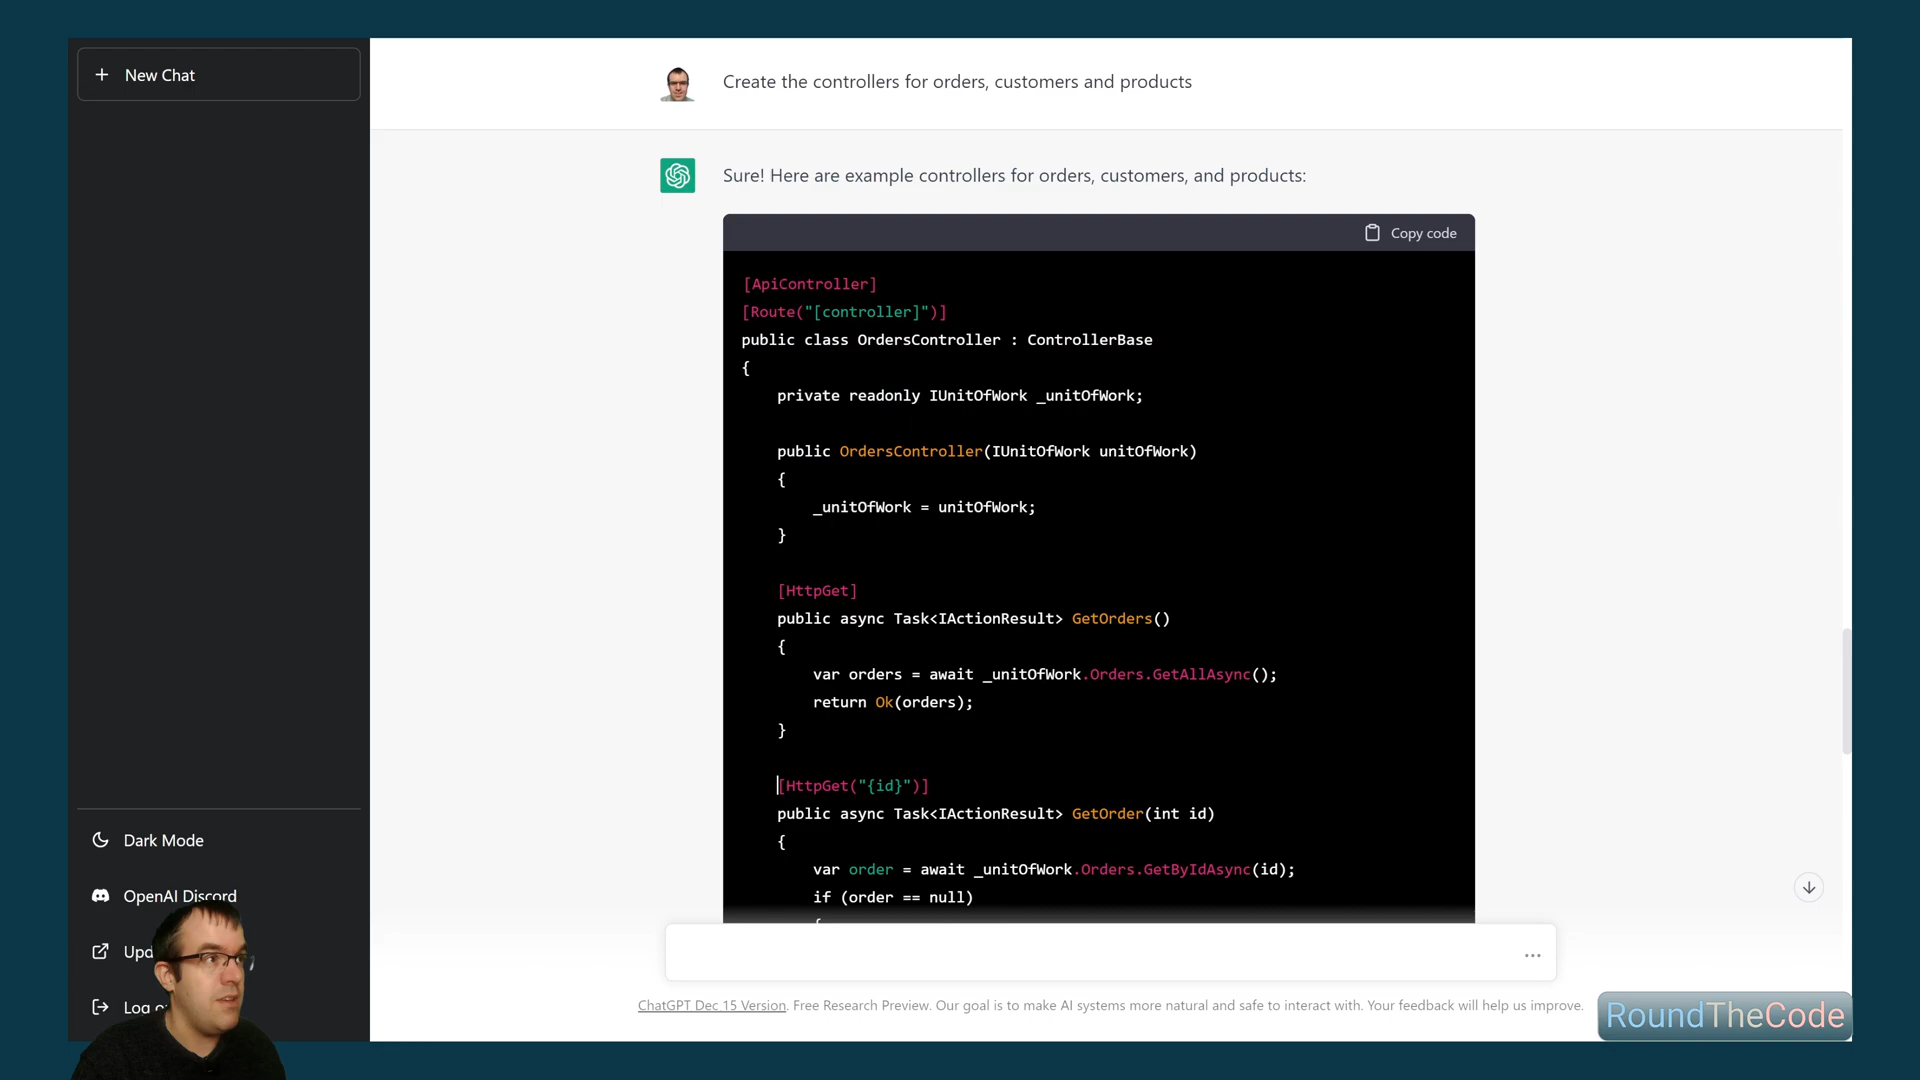 New Chat
Create the controllers for orders, customers and products
Sure! Here are example controllers for orders, customers, and products:
Copy code
[ApiController]
[Route("[controller]")]
public class OrdersController : ControllerBase
{
private readonly IUnitOfWork _unitOfWork;
public OrdersController(IUnitOfWork unitOfWork)
{
_unitOfWork = unitOfWork;
}
[HttpGet]
public async Task<IActionResult> GetOrders()
{
var orders = await _unitOfWork.Orders.GetAllAsync();
return Ok(orders);
}
[HttpGet("{id}")]
public async Task<IActionResult> GetOrder(int id)
{
var order = await _unitOfWork.Orders.GetByIdAsync(id);
if (order == null)
Dark Mode
OpenAI Discord
Upd
Log o
ChatGPT Dec 15 Version. Free Research Preview. Our goal is to make AI systems more natural and safe to interact with. Your feedback will help us improve.
RoundTheCode